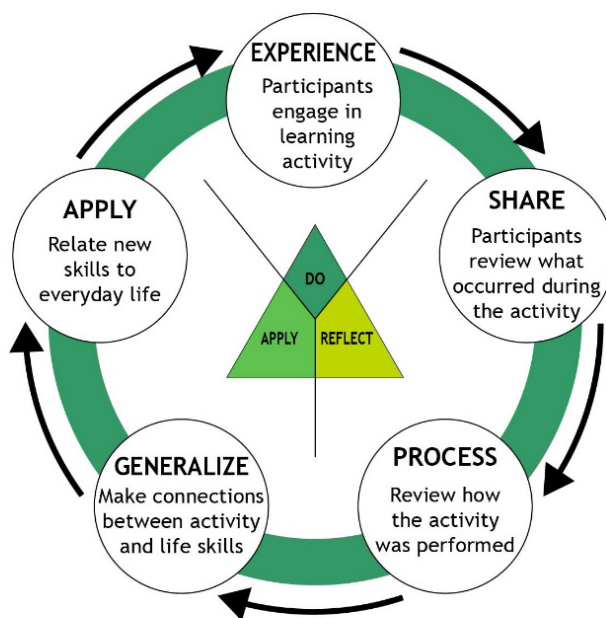 EXPERIENCE
Participants
engage in
learning
activity
SHARE
Participants
review what
occurred during
the activity
PROCESS
Review how
the activity
was performed
GENERALIZE
Make connections
between activity
and life skills
APPLY
Relate new
skills to
everyday life
DO
APPLY
REFLECT